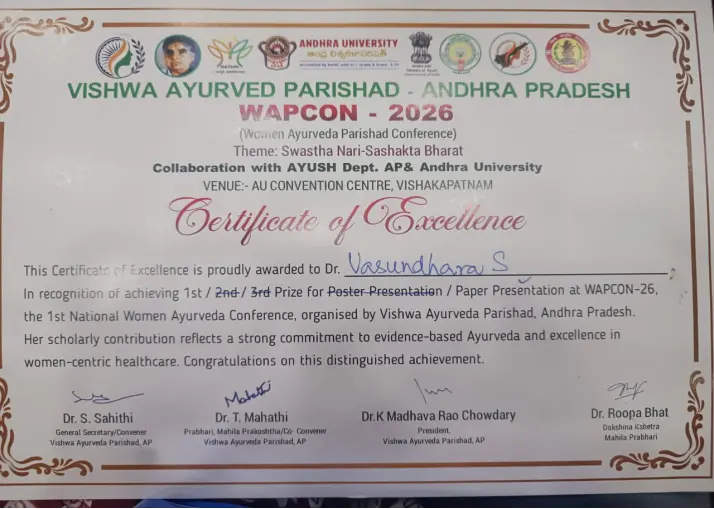 ANDHRA UNIVERSITY
VISHWA AYURVED PARISHAD - ANDHRA PRADESH
WAPCON - 2026
(Women Ayurveda Parishad Conference)
Theme: Swastha Nari-Sashakta Bharat
Collaboration with AYUSH Dept. AP& Andhra University
VENUE:- AU CONVENTION CENTRE, VISHAKAPATNAM
Certificate of Excellence
This Certificate of Excellence is proudly awarded to Dr. Vasundhara S
In recognition of achieving 1st / 2nd / 3rd Prize for Poster Presentation / Paper Presentation at WAPCON-26,
the 1st National Women Ayurveda Conference, organised by Vishwa Ayurveda Parishad, Andhra Pradesh.
Her scholarly contribution reflects a strong commitment to evidence-based Ayurveda and excellence in
women-centric healthcare. Congratulations on this distinguished achievement.
Mahathi
Dr. S. Sahithi
General Secretary/Convener
Vishwa Ayurveda Parishad, AP
Dr. T. Mahathi
Prabhari, Mahila Prakoshtha/Co- Convener
Vishwa Ayurveda Parishad, AP
Dr.K Madhava Rao Chowdary
President,
Vishwa Ayurveda Parishad, AP
Dr. Roopa Bhat
Dakshina Kshetra
Mahila Prabhari